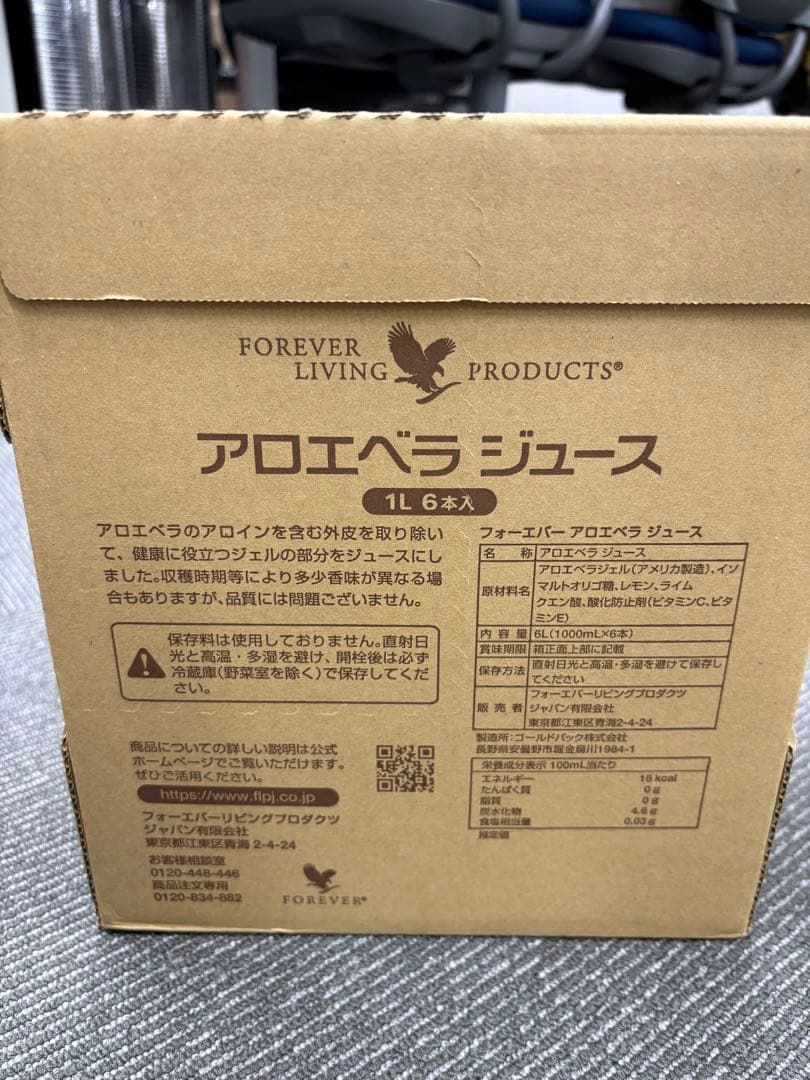 FOREVER
LIVING PRODUCTS®
アロエベラ ジュース
1L 6本入
アロエベラのアロインを含む外皮を取り除い
て、健康に役立つジェルの部分をジュースにし
ました。収穫時期等により多少香味が異なる場
合もありますが、品質には問題ございません。
保存料は使用しておりません。直射日
光と高温・多湿を避け、開栓後は必ず
冷蔵庫(野菜室を除く)で保存してくだ
さい。
商品についての詳しい説明は公式
ホームページでご覧いただけます。
ぜひご活用ください。
https://www.flpj.co.jp
フォーエバーリビングプロダクツ
ジャパン有限会社
東京都江東区青海 2-4-24
お客様相談室
0120-448-446
商品注文専用
0120-834-882
FOREVER®
フォーエバー アロエベラ ジュース
名 称 アロエベラ ジュース
原材料名 アロエベラジェル(アメリカ製造)、イソ
マルトオリゴ糖、レモン、ライム
クエン酸、酸化防止剤(ビタミンC、ビタ
ミンE)
内 容 量 6L(1000mL×6本)
賞味期限 箱正面上部に記載
保存方法 直射日光と高温・多湿を避けて保存し
てください
販 売 者 フォーエバーリビングプロダクツ
ジャパン有限会社
東京都江東区青海2-4-24
製造所:ゴールドパック株式会社
長野県安曇野市堀金烏川1984-1
栄養成分表示 100mL当たり
エネルギー 18 kcal
たんぱく質 0 g
脂質 0 g
炭水化物 4.6 g
食塩相当量 0.03 g
推定値